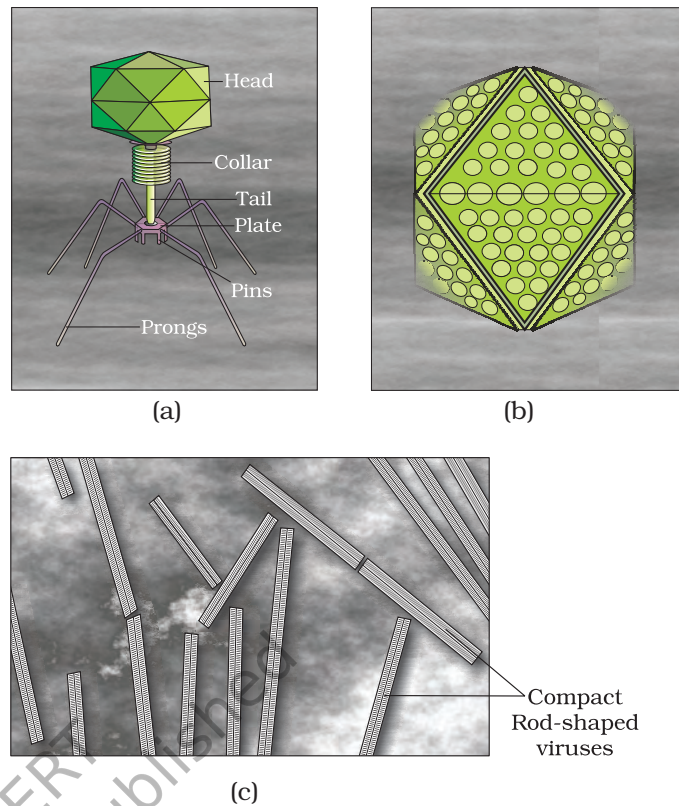 Head
Collar
Tail
Plate
Pins
Prongs
(a)
(b)
Compact
Rod-shaped
viruses
(c)